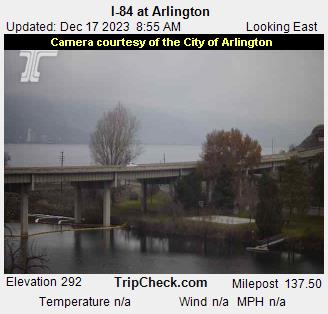 I-84 at Arlington
Updated: Dec 17 2023 8:55 AM Looking East
Camera courtesy of the City of Arlington
Elevation 292 TripCheck.com Milepost 137.50
Temperature n/a Wind n/a MPH n/a